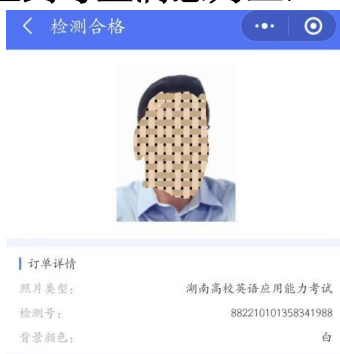 检测合格
订单详情
照片类型： 湖南高校英语应用能力考试
检测号： 882210101358341988
背景颜色： 白